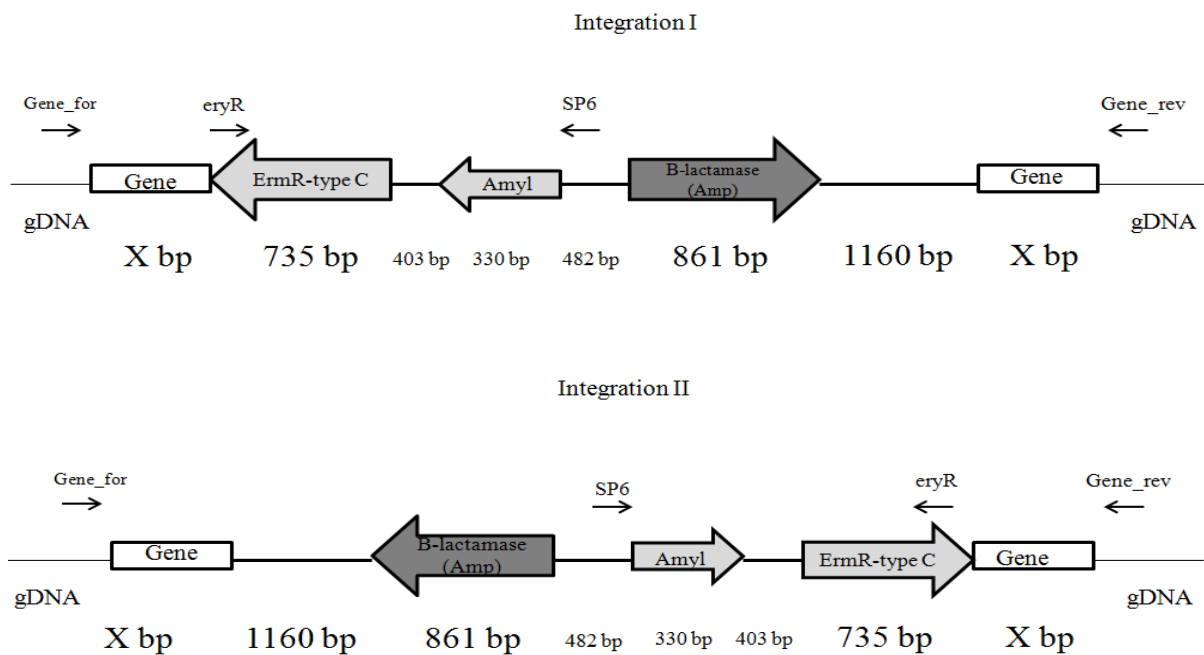 Integration I
Gene_for
eryR
SP6
Gene_rev
Gene
ErmR-type C
Amyl
B-lactamase
(Amp)
Gene
gDNA
gDNA
X bp
735 bp
403 bp
330 bp
482 bp
861 bp
1160 bp
X bp
Integration II
Gene_for
SP6
eryR
Gene_rev
Gene
B-lactamase
(Amp)
Amyl
ErmR-type C
Gene
gDNA
gDNA
X bp
1160 bp
861 bp
482 bp
330 bp
403 bp
735 bp
X bp